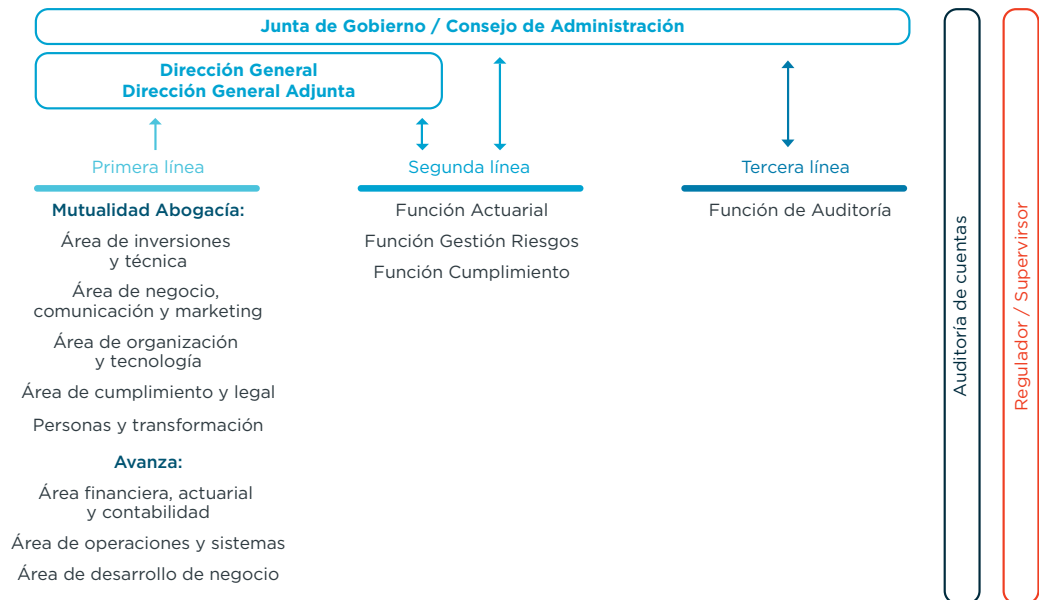 Junta de Gobierno / Consejo de Administración
Dirección General
Dirección General Adjunta
Primera línea
Mutualidad Abogacía:
Área de inversiones
y técnica
Área de negocio,
comunicación y marketing
Área de organización
y tecnología
Área de cumplimiento y legal
Personas y transformación
Avanza:
Área financiera, actuarial
y contabilidad
Área de operaciones y sistemas
Área de desarrollo de negocio
Segunda línea
Función Actuarial
Función Gestión Riesgos
Función Cumplimiento
Tercera línea
Función de Auditoría
Auditoría de cuentas
Regulador / Supervirsor